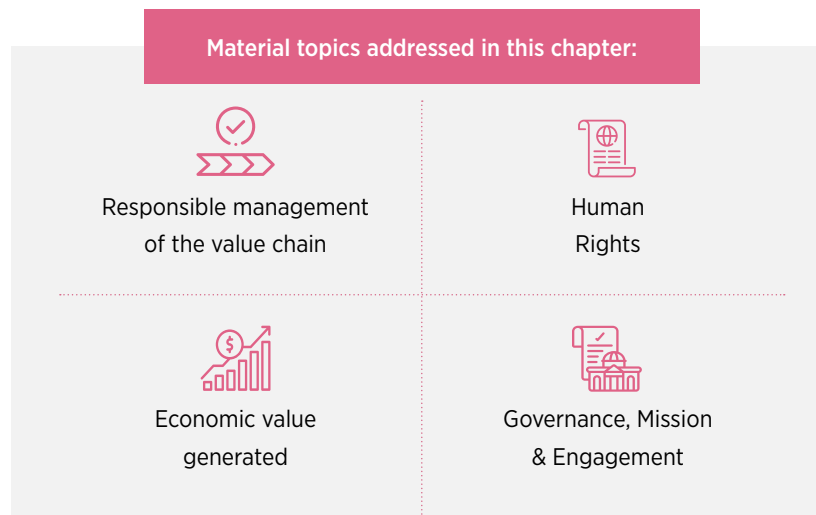 Material topics addressed in this chapter:
Responsible management
of the value chain
Human
Rights
$
Economic value
generated
Governance, Mission
& Engagement